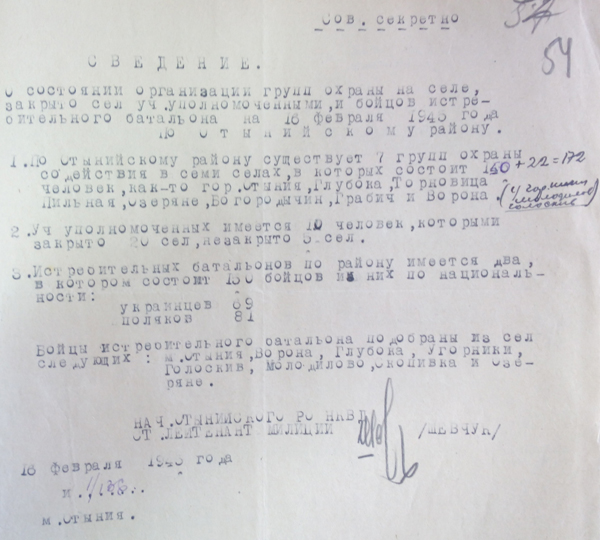 Сов. секретно
54
54
СВЕДЕНИЕ.
о состоянии организации групп охраны на селе,
закрыто сел уч.уполномоченными,и бойцов истре-
бительного батальона на 16 февраля 1945 года
по Отынийскому району.
1.По Отынийскому району существует 7 групп охраны
содействия в семи селах,в которых состоит 150 +22=172
человек,как-то гор.Отыния,Глубока,Торновица
Пильная,Озеряне,Богородычин,Грабич и Ворона.
2.Уч уполномоченных имеется 10 человек,которыми
закрыто 20 сел,незакрыто 5 сел.
3.Истребительных батальонов по району имеется два,
в котором состоит 150 бойцов из них по националь-
ности:
украинцев 69
поляков 81
Бойцы истребительного батальона подобраны из сел
следующих : м.Отыния,Ворона, Глубока, Угорники,
Голоскив, Молодилово,скопивка и Озе-
ряне.
НАЧ.ОТЫНИЙСКОГО РО НКВД
СТ.ЛЕЙТЕНАНТ МИЛИЦИИ /ШЕВЧУК/
16 февраля 1945 года
м.Отыния.